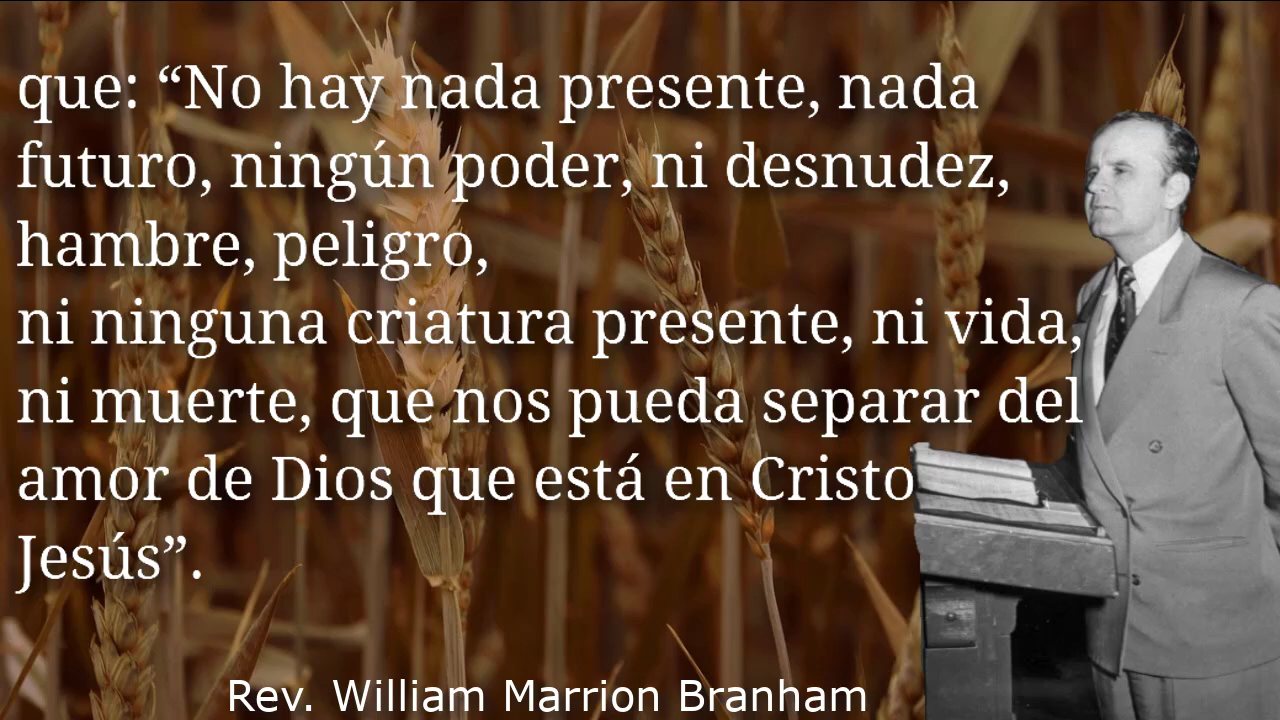 que: “No hay nada presente, nada
futuro, ningún poder, ni desnudez,
hambre, peligro,
ni ninguna criatura presente, ni vida,
ni muerte, que nos pueda separar del
amor de Dios que está en Cristo
Jesús”.
Rev. William Marrion Branham